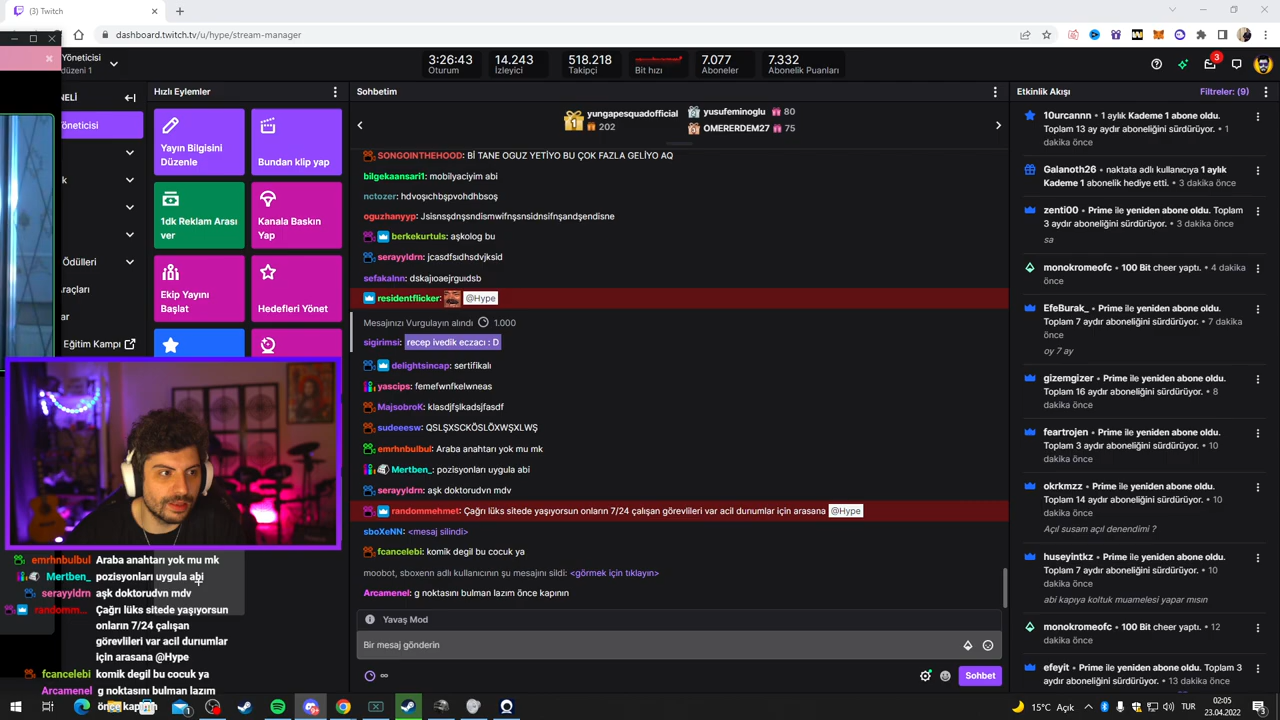 (3) Twitch
dashboard.twitch.tv/u/hype/stream-manager
Yöneticisi
düzeni 1
3:26:43
Oturum
14.243
İzleyici
518.218
Takipçi
Bit hızı
7.077
Aboneler
7.332
Abonelik Puanları
3
NELİ
Yöneticisi
k
Ödülleri
raçları
ar
Eğitim Kampı
Hızlı Eylemler
Yayın Bilgisini
Düzenle
Bundan klip yap
1dk Reklam Arası
ver
Kanala Baskın
Yap
Ekip Yayını
Başlat
Hedefleri Yönet
Sohbetim
1
yungapesquadofficial
202
yusufeminoglu 80
OMERERDEM27 75
SONGOINTHEHOOD: Bİ TANE OGUZ YETİYO BU ÇOK FAZLA GELİYO AQ
bilgekaansari1: mobilyaciyim abi
nctozer: hdvoşıchbşpvohdhbsoş
oguzhanyyp: Jsisnsşdnşsndismwifnşsnsidnsifnşandşendisne
berkekurtuls: aşkolog bu
serayyldrn: jcasdfsıdhsdvjksid
sefakalnn: dskajıoaejrguıdsb
residentflicker: @Hype
Mesajınızı Vurgulayın alındı 1.000
sigirimsi: recep ivedik eczacı : D
delightsincap: sertifikalı
yascips: femefwnfkelwneas
MajsobroK: klasdjfşlkadsjfasdf
sudeeesw: QSLŞXSCKÖSLÖXWŞXLWŞ
emrhnbulbul: Araba anahtarı yok mu mk
Mertben_: pozisyonları uygula abi
serayyldrn: aşk doktorudvn mdv
randommehmet: Çağrı lüks sitede yaşıyorsun onların 7/24 çalışan görevlileri var acil durumlar için arasana @Hype
sboXeNN: <mesaj silindi>
fcancelebi: komik degil bu cocuk ya
moobot, sboxenn adlı kullanıcının şu mesajını sildi: <görmek için tıklayın>
Arcamenel: g noktasını bulman lazım önce kapının
Yavaş Mod
Bir mesaj gönderin
∞
Sohbet
Etkinlik Akışı
Filtreler: (9)
10urcannn • 1 aylık Kademe 1 abone oldu.
Toplam 13 ay aydır aboneliğini sürdürüyor. • 1
dakika önce
Galanoth26 • naktata adlı kullanıcıya 1 aylık
Kademe 1 abonelik hediye etti. • 3 dakika önce
zenti00 • Prime ile yeniden abone oldu. Toplam
3 aydır aboneliğini sürdürüyor. • 3 dakika önce
sa
monokromeofc • 100 Bit cheer yaptı. • 4 dakika
önce
EfeBurak_ • Prime ile yeniden abone oldu.
Toplam 7 aydır aboneliğini sürdürüyor. • 7 dakika
önce
oy 7 ay
gizemgizer • Prime ile yeniden abone oldu.
Toplam 16 aydır aboneliğini sürdürüyor. • 8
dakika önce
feartrojen • Prime ile yeniden abone oldu.
Toplam 3 aydır aboneliğini sürdürüyor. • 10
dakika önce
okrkmzz • Prime ile yeniden abone oldu.
Toplam 14 aydır aboneliğini sürdürüyor. • 10
dakika önce
Açıl susam açıl denendimi ?
huseyintkz • Prime ile yeniden abone oldu.
Toplam 7 aydır aboneliğini sürdürüyor. • 10
dakika önce
abi kapıya koltuk muamelesi yapar mısın
monokromeofc • 100 Bit cheer yaptı. • 12
dakika önce
efeyit • Prime ile yeniden abone oldu. Toplam 3
aydır aboneliğini sürdürüyor. • 13 dakika önce
emrhnbulbul Araba anahtarı yok mu mk
Mertben_ pozisyonları uygula abi
serayyldrn aşk doktorudvn mdv
randomm... Çağrı lüks sitede yaşıyorsun
onların 7/24 çalışan
görevlileri var acil durumlar
için arasana @Hype
fcancelebi komik degil bu cocuk ya
Arcamenel g noktasını bulman lazım
önce kapının
15°C Açık
TUR
02:05
23.04.2022